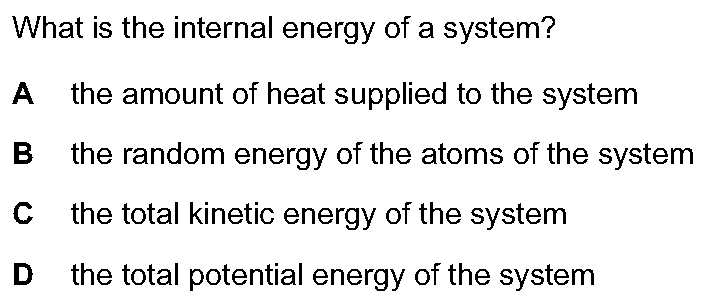 What is the internal energy of a system?
A the amount of heat supplied to the system
B the random energy of the atoms of the system
C the total kinetic energy of the system
D the total potential energy of the system